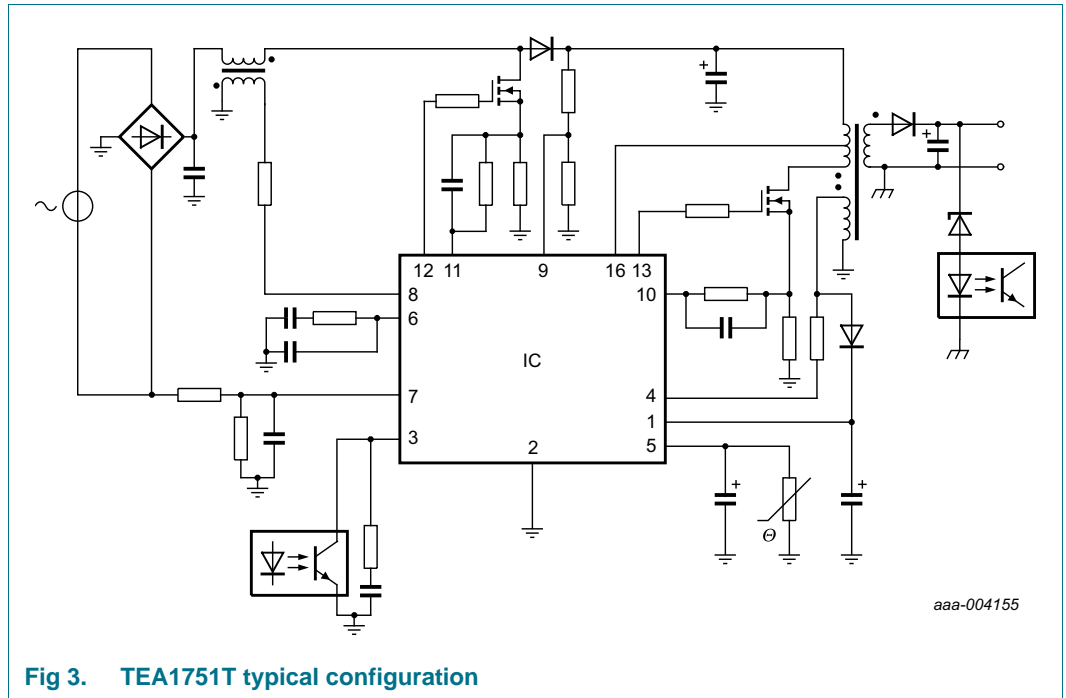 12 11 9 16 13
8
10
6
IC
7
4
3
1
2
5
+
+
+
+
Θ
aaa-004155
Fig 3. TEA1751T typical configuration